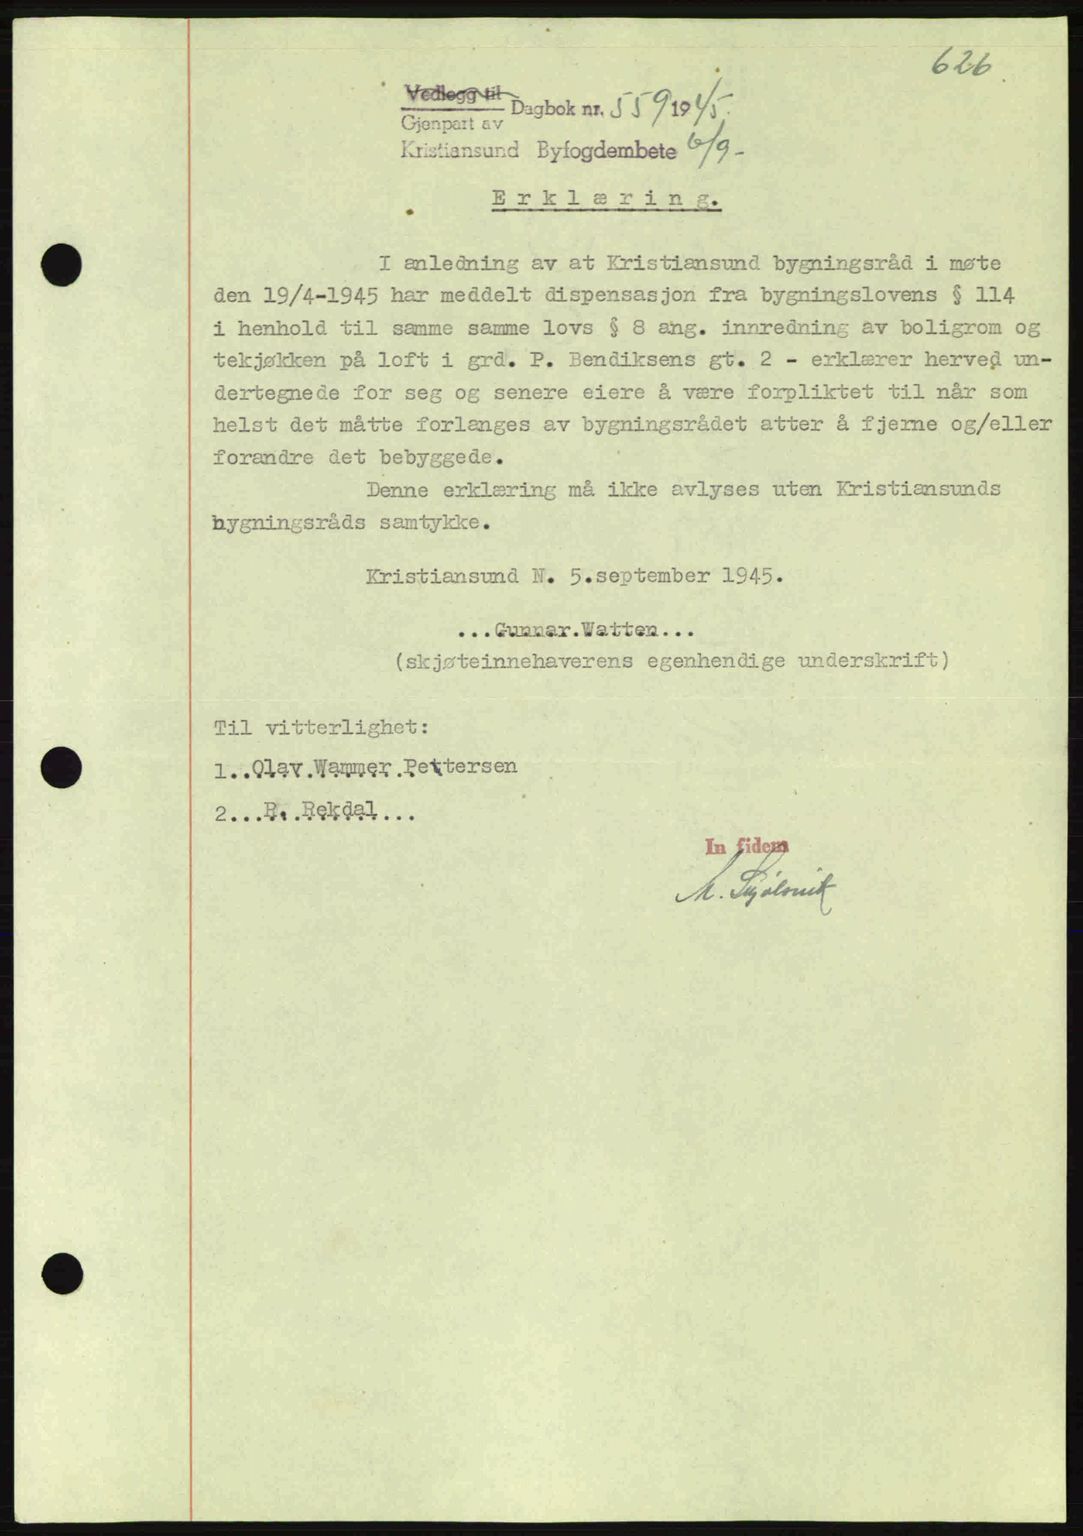 626
Vedlegg til
Gjenpart av
Dagbok nr. 559 1945.
Kristiansund Byfogdembete 6/9-
Erklæring.
I anledning av at Kristiansund bygningsråd i møte
den 19/4-1945 har meddelt dispensasjon fra bygningslovens § 114
i henhold til samme samme lovs § 8 ang. innredning av boligrom og
tekjøkken på loft i grd. P. Bendiksens gt. 2 - erklærer herved un-
dertegnede for seg og senere eiere å være forpliktet til når som
helst det måtte forlanges av bygningsrådet atter å fjerne og/eller
forandre det bebyggede.
Denne erklæring må ikke avlyses uten Kristiansunds
bygningsråds samtykke.
Kristiansund N. 5.september 1945.
...Gunnar.Watten...
(skjøteinnehaverens egenhendige underskrift)
Til vitterlighet:
1..Olav.Wammer.Pettersen
2...R. Rekdal...
In fidem
M.